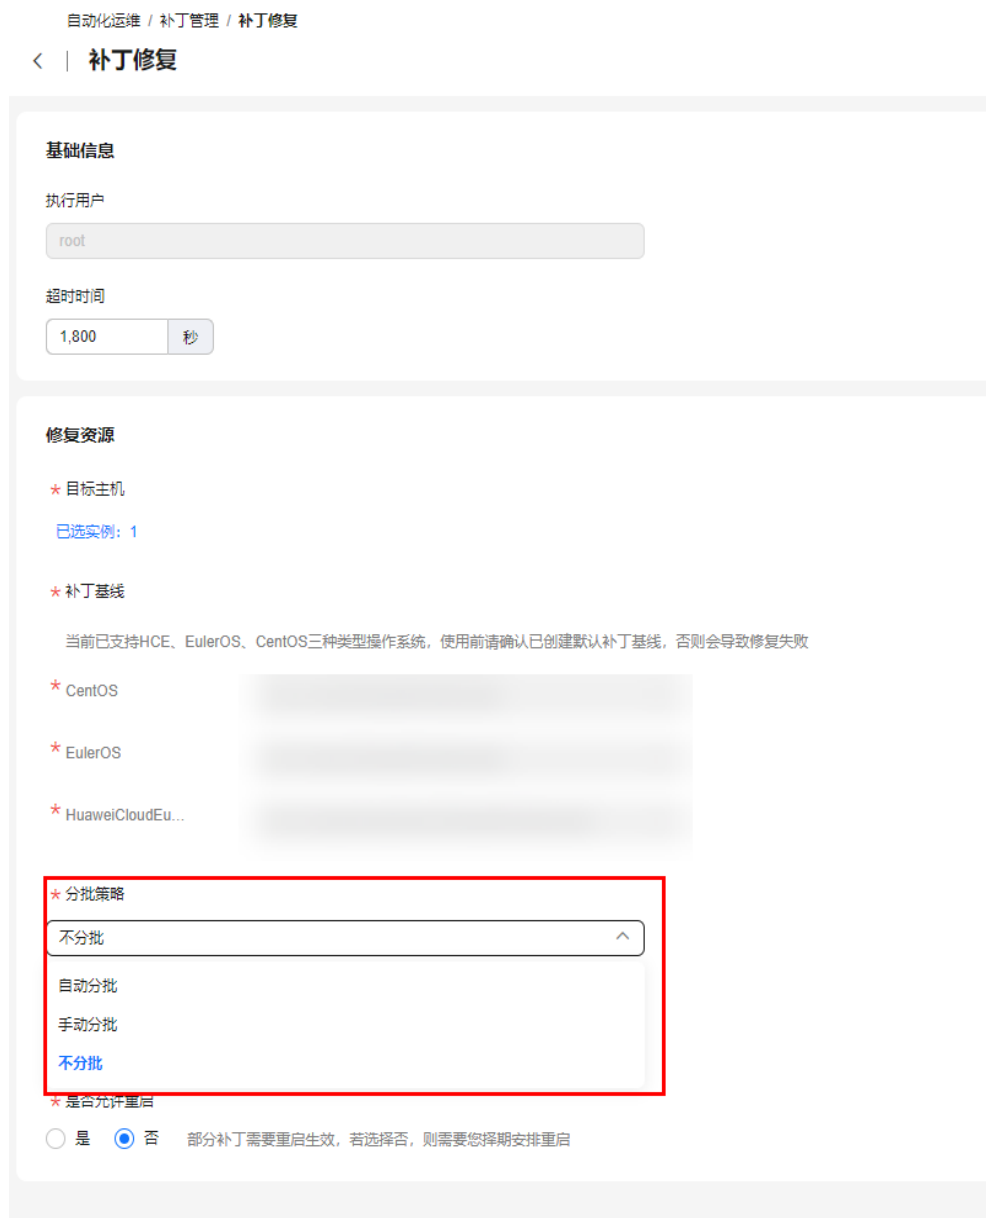 自动化运维 / 补丁管理 / 补丁修复
补丁修复
基础信息
执行用户
root
超时时间
1,800 秒
修复资源
* 目标主机
已选实例：1
* 补丁基线
当前已支持HCE、EulerOS、CentOS三种类型操作系统，使用前请确认已创建默认补丁基线，否则会导致修复失败
* CentOS
* EulerOS
* HuaweiCloudEu...
* 分批策略
不分批
自动分批
手动分批
不分批
* 是否允许重启
是 否 部分补丁需要重启生效，若选择否，则需要您择期安排重启